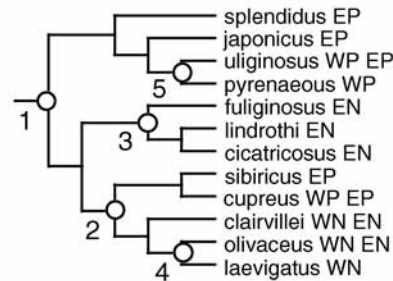 splendidus EP
japonicus EP
uliginosus WP EP
pyrenaeous WP
fuliginosus EN
lindrothi EN
cicatricosus EN
sibiricus EP
cupreus WP EP
clairvillei WN EN
olivaceus WN EN
laevigatus WN
1
5
3
2
4